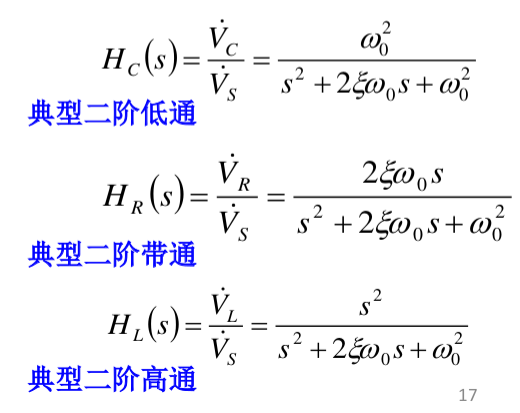 H_C(s) = \frac{\dot{V}_C}{\dot{V}_S} = \frac{\omega_0^2}{s^2 + 2\xi\omega_0 s + \omega_0^2}
典型二阶低通
H_R(s) = \frac{\dot{V}_R}{\dot{V}_S} = \frac{2\xi\omega_0 s}{s^2 + 2\xi\omega_0 s + \omega_0^2}
典型二阶带通
H_L(s) = \frac{\dot{V}_L}{\dot{V}_S} = \frac{s^2}{s^2 + 2\xi\omega_0 s + \omega_0^2}
典型二阶高通
17